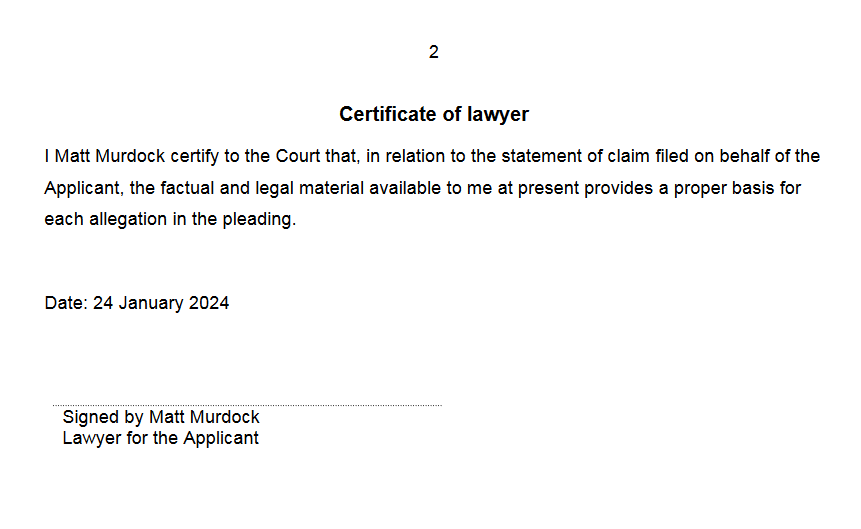 2
Certificate of lawyer
I Matt Murdock certify to the Court that, in relation to the statement of claim filed on behalf of the
Applicant, the factual and legal material available to me at present provides a proper basis for
each allegation in the pleading.
Date: 24 January 2024
Signed by Matt Murdock
Lawyer for the Applicant